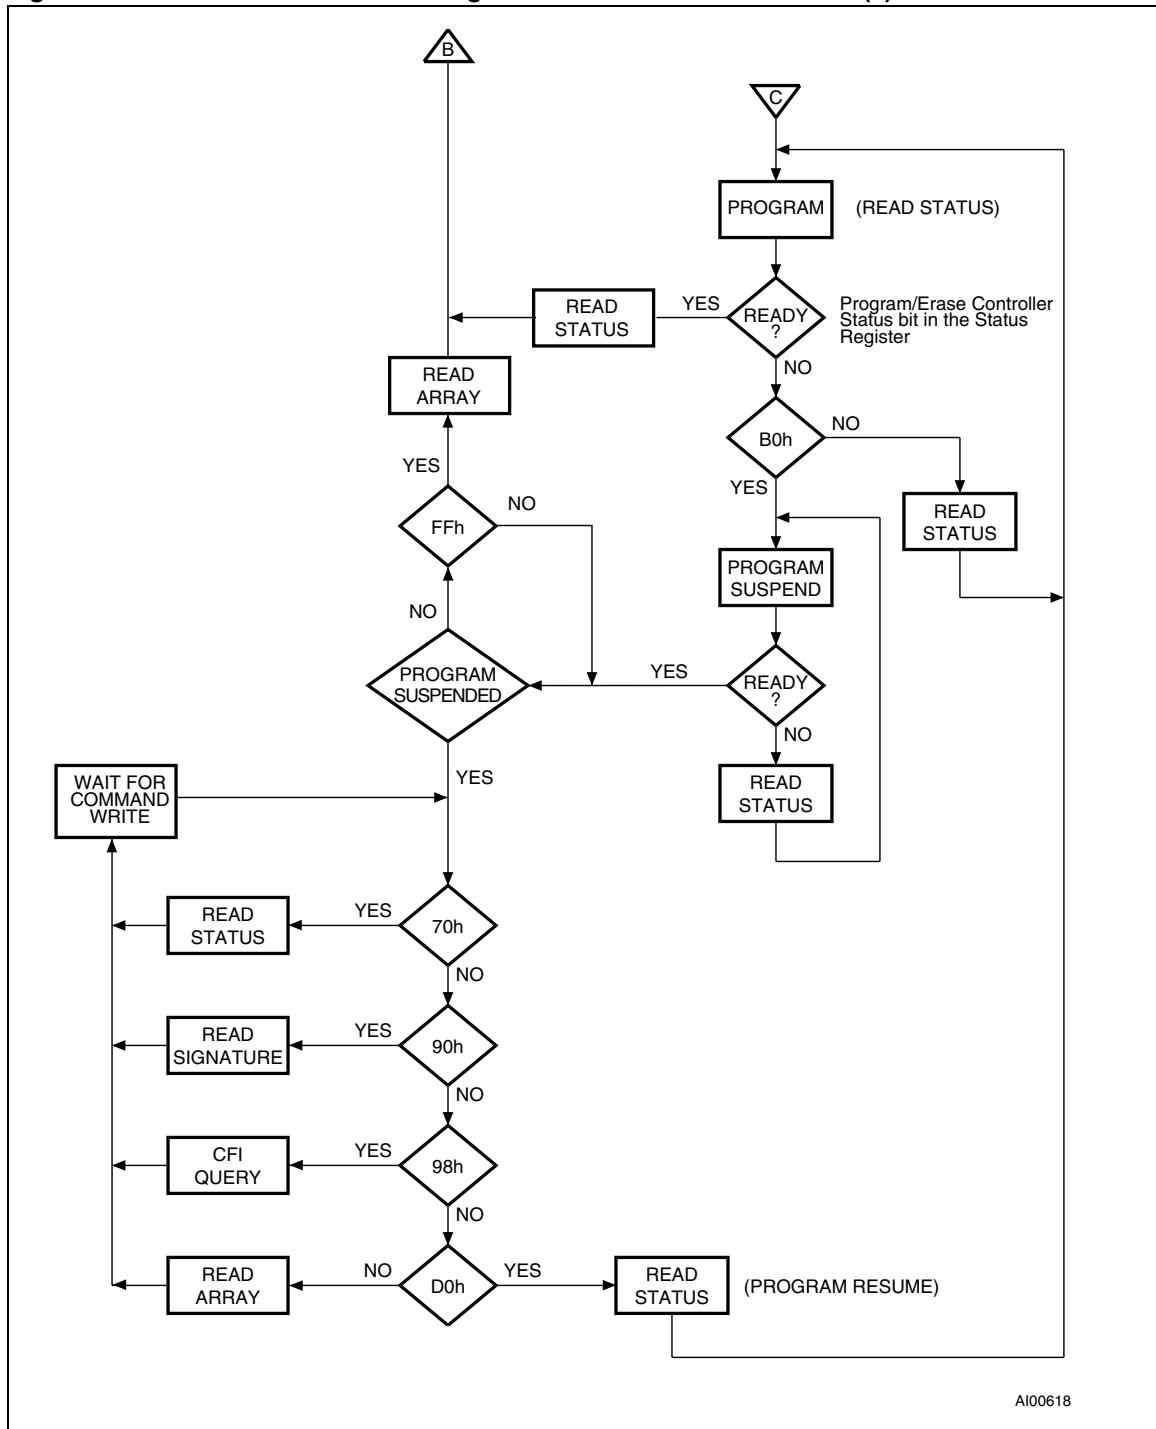 B
C
PROGRAM
(READ STATUS)
READ
STATUS
YES
READY
?
Program/Erase Controller
Status bit in the Status
Register
NO
READ
ARRAY
B0h
NO
YES
YES
FFh
NO
READ
STATUS
PROGRAM
SUSPEND
NO
PROGRAM
SUSPENDED
YES
READY
?
NO
YES
WAIT FOR
COMMAND
WRITE
READ
STATUS
READ
STATUS
YES
70h
NO
READ
SIGNATURE
YES
90h
NO
CFI
QUERY
YES
98h
NO
READ
ARRAY
NO
D0h
YES
READ
STATUS
(PROGRAM RESUME)
AI00618